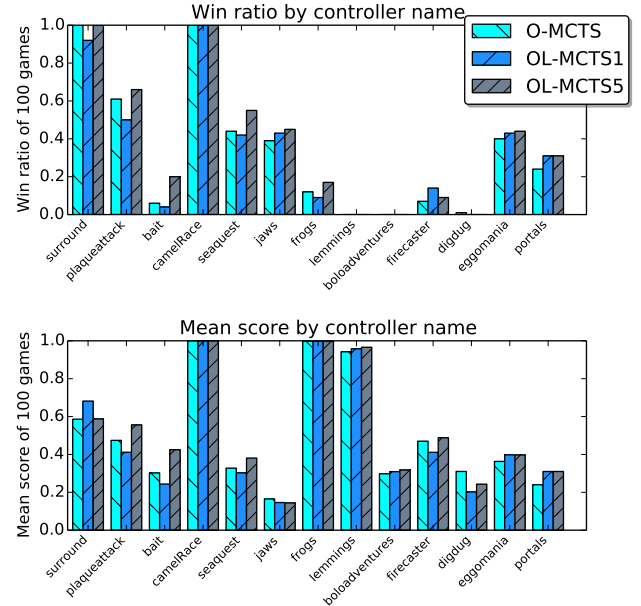 Win ratio by controller name
O-MCTS
OL-MCTS1
OL-MCTS5
Win ratio of 100 games
1.0
0.8
0.6
0.4
0.2
0.0
surround
plaqueattack
bait
camelRace
seaquest
jaws
frogs
lemmings
boloadventures
firecaster
digdug
eggomania
portals
Mean score by controller name
Mean score of 100 games
1.0
0.8
0.6
0.4
0.2
0.0
surround
plaqueattack
bait
camelRace
seaquest
jaws
frogs
lemmings
boloadventures
firecaster
digdug
eggomania
portals